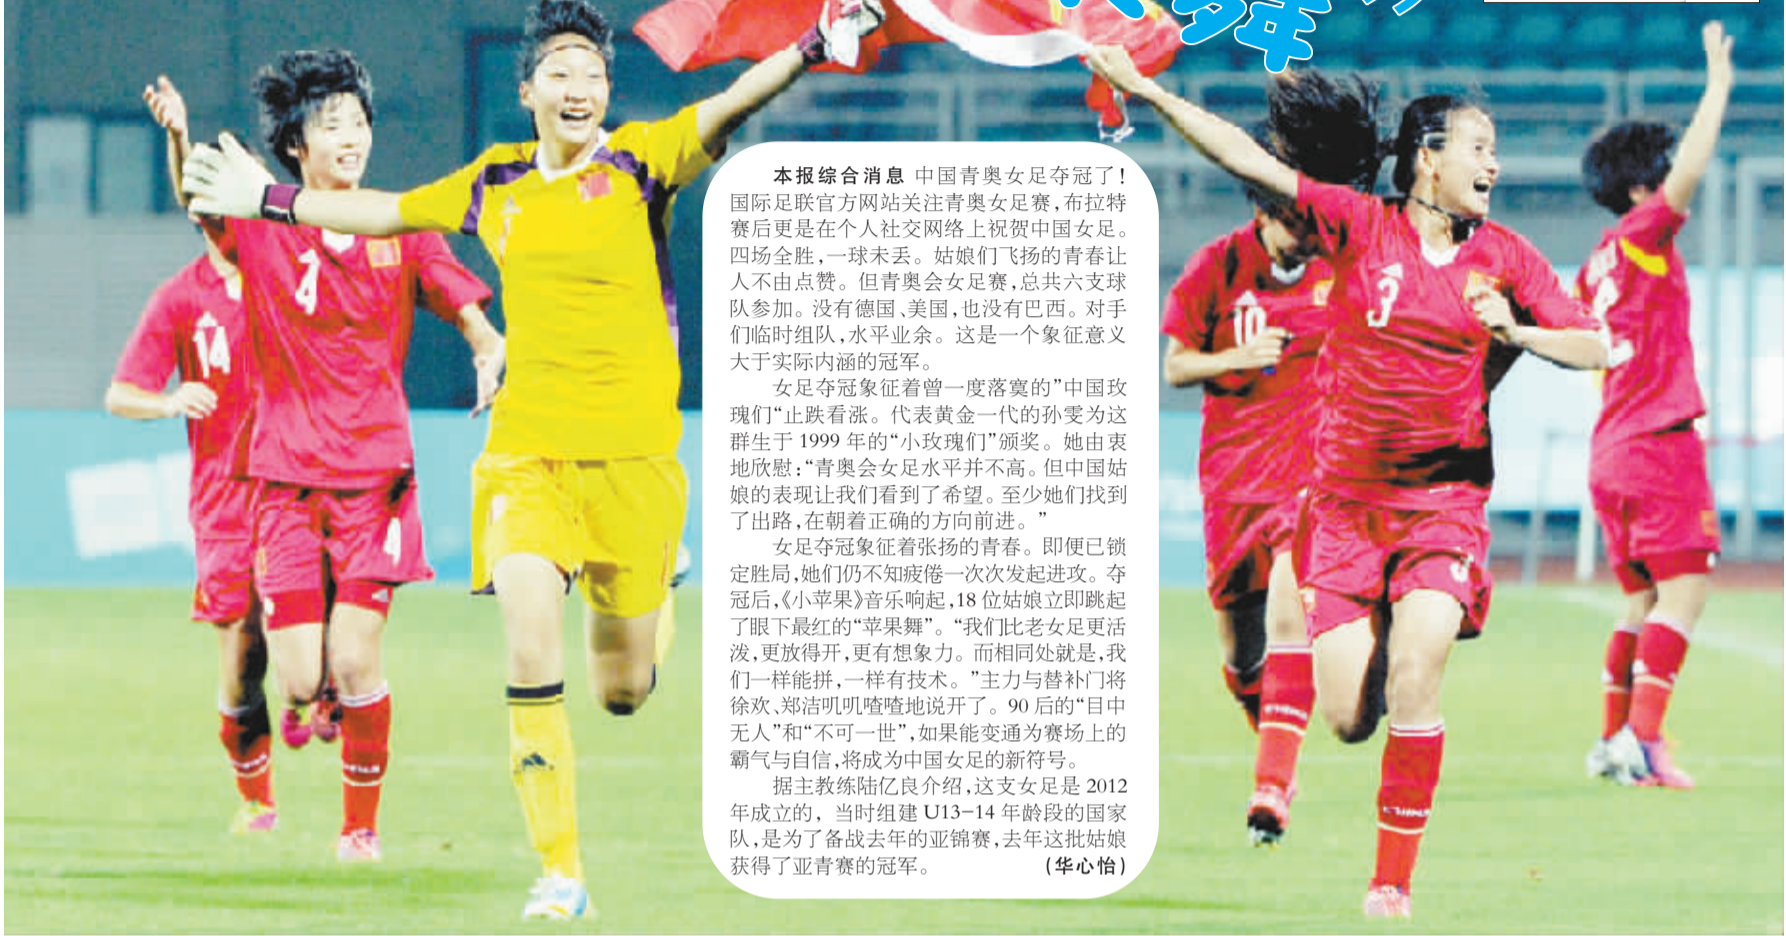 舞
本报综合消息 中国青奥女足夺冠了!
国际足联官方网站关注青奥女足赛,布拉特
赛后更是在个人社交网络上祝贺中国女足。
四场全胜,一球未丢。姑娘们飞扬的青春让
人不由点赞。但青奥会女足赛,总共六支球
队参加。没有德国、美国,也没有巴西。对手
们临时组队,水平业余。这是一个象征意义
大于实际内涵的冠军。
女足夺冠象征着曾一度落寞的”中国玫
瑰们“止跌看涨。代表黄金一代的孙雯为这
群生于 1999 年的“小玫瑰们”颁奖。她由衷
地欣慰:“青奥会女足水平并不高。但中国姑
娘的表现让我们看到了希望。至少她们找到
了出路,在朝着正确的方向前进。”
女足夺冠象征着张扬的青春。即便已锁
定胜局,她们仍不知疲倦一次次发起进攻。夺
冠后,《小苹果》音乐响起,18 位姑娘立即跳起
了眼下最红的“苹果舞”。“我们比老女足更活
泼,更放得开,更有想象力。而相同处就是,我
们一样能拼,一样有技术。”主力与替补门将
徐欢、郑洁叽叽喳喳地说开了。90 后的“目中
无人”和“不可一世”,如果能变通为赛场上的
霸气与自信,将成为中国女足的新符号。
据主教练陆亿良介绍,这支女足是 2012
年成立的,当时组建 U13-14 年龄段的国家
队,是为了备战去年的亚锦赛,去年这批姑娘
获得了亚青赛的冠军。 (华心怡)
14
4
4
10
3
3